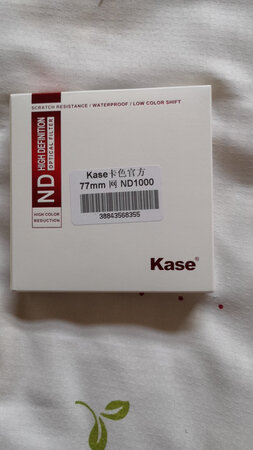 SCRATCH RESISTANCE / WATERPROOF / LOW COLOR SHIFT
ND HIGH DEFINITION
OPTICAL FILTER
HIGH COLOR
REDUCTION
Kase卡色官方
77mm 网 ND1000
38843568355
Kase®